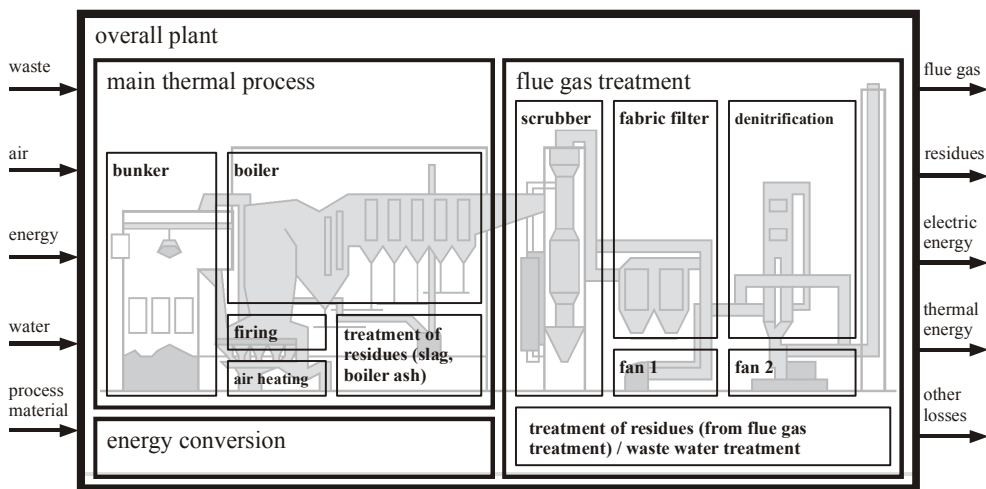 overall plant
waste
air
energy
water
process
material
main thermal process
bunker
boiler
firing
air heating
treatment of
residues (slag,
boiler ash)
energy conversion
flue gas treatment
scrubber
fabric filter
denitrification
fan 1
fan 2
treatment of residues (from flue gas
treatment) / waste water treatment
flue gas
residues
electric
energy
thermal
energy
other
losses